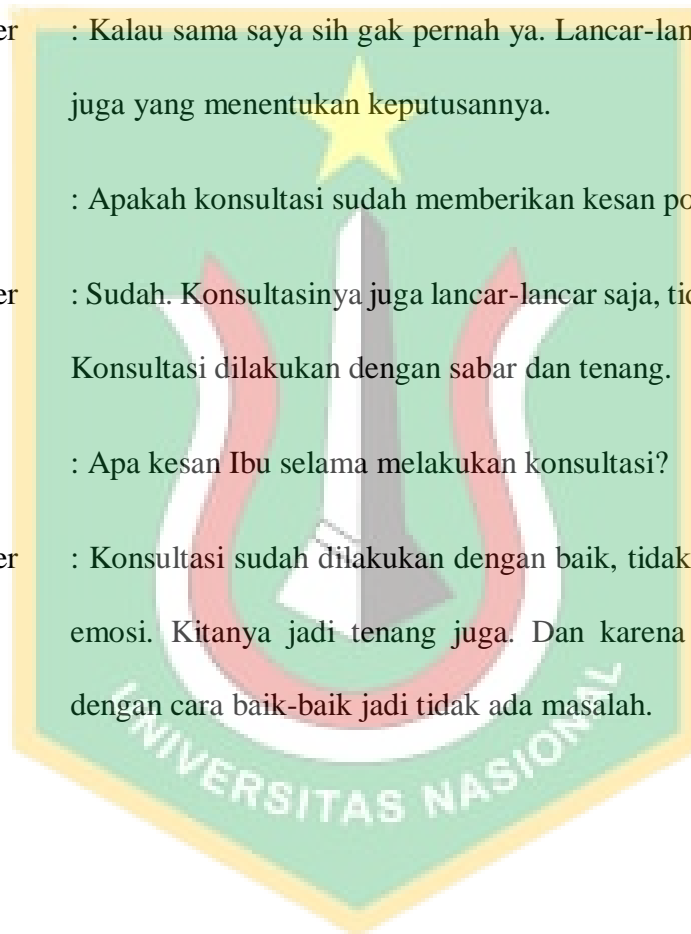 er : Kalau sama saya sih gak pernah ya. Lancar-lan
juga yang menentukan keputusannya.
: Apakah konsultasi sudah memberikan kesan po
er : Sudah. Konsultasinya juga lancar-lancar saja, tid
Konsultasi dilakukan dengan sabar dan tenang.
: Apa kesan Ibu selama melakukan konsultasi?
er : Konsultasi sudah dilakukan dengan baik, tidak
emosi. Kitanya jadi tenang juga. Dan karena
dengan cara baik-baik jadi tidak ada masalah.
UNIVERSITAS NASIONAL